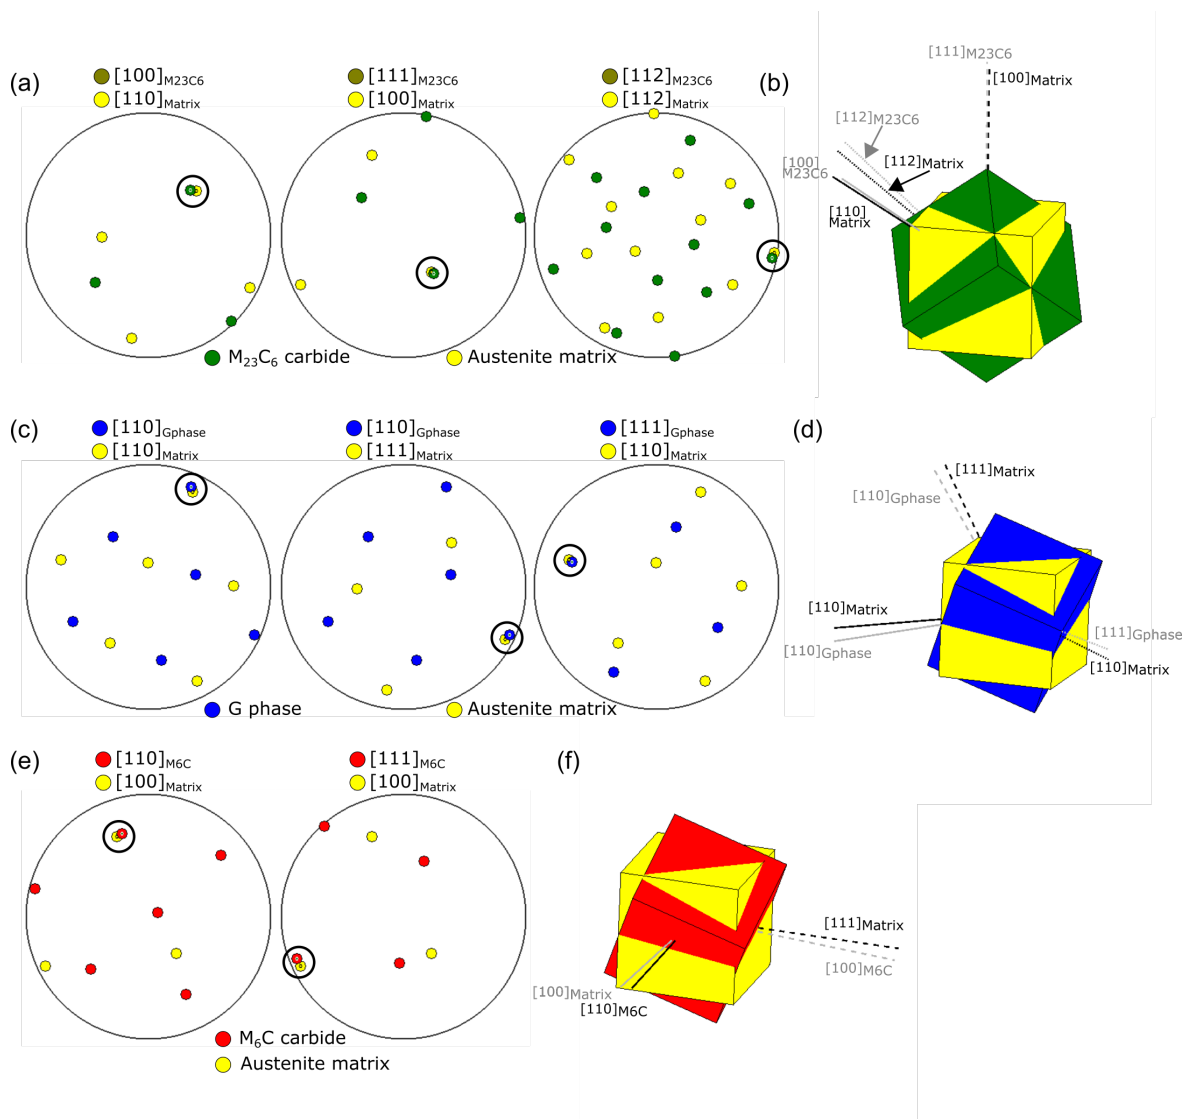 (a)
[100]M23C6
[110]Matrix
[111]M23C6
[100]Matrix
[112]M23C6
[112]Matrix
M23C6 carbide
Austenite matrix
(b)
[111]M23C6
[100]Matrix
[112]M23C6
[112]Matrix
[100]
M23C6
[110]
Matrix
(c)
[110]Gphase
[110]Matrix
[110]Gphase
[111]Matrix
[111]Gphase
[110]Matrix
G phase
Austenite matrix
(d)
[111]Matrix
[110]Gphase
[110]Matrix
[110]Gphase
[111]Gphase
[110]Matrix
(e)
[110]M6C
[100]Matrix
[111]M6C
[100]Matrix
M6C carbide
Austenite matrix
(f)
[111]Matrix
[100]M6C
[100]Matrix
[110]M6C